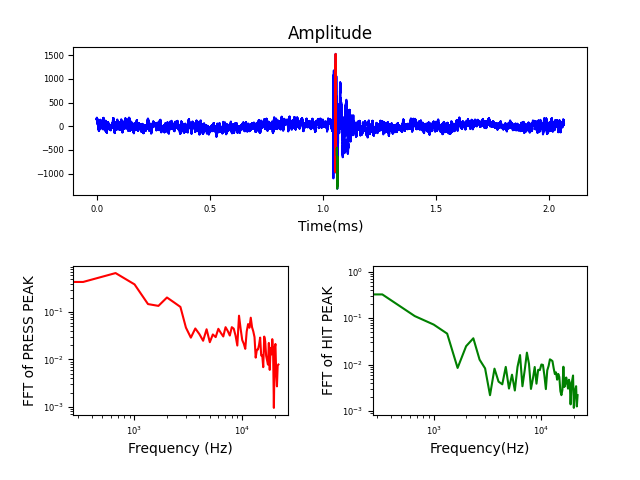 Amplitude
1500
1000
500
0
−500
−1000
0.0 0.5 1.0 1.5 2.0
Time(ms)
FFT of PRESS PEAK
10⁻¹
10⁻²
10⁻³
10³ 10⁴
Frequency (Hz)
FFT of HIT PEAK
10⁰
10⁻¹
10⁻²
10⁻³
10³ 10⁴
Frequency(Hz)